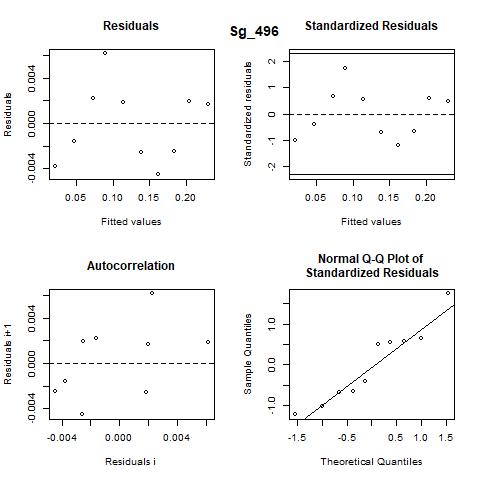 Sg_496
Residuals
Residuals
0.004
0.000
-0.004
0.05
0.10
0.15
0.20
Fitted values
Standardized Residuals
Standardized residuals
2
1
0
-1
-2
0.05
0.10
0.15
0.20
Fitted values
Autocorrelation
Residuals i+1
0.004
0.000
-0.004
-0.004
0.000
0.004
Residuals i
Normal Q-Q Plot of
Standardized Residuals
Sample Quantiles
1.0
0.0
-1.0
-1.5
-0.5
0.5
1.0
1.5
Theoretical Quantiles